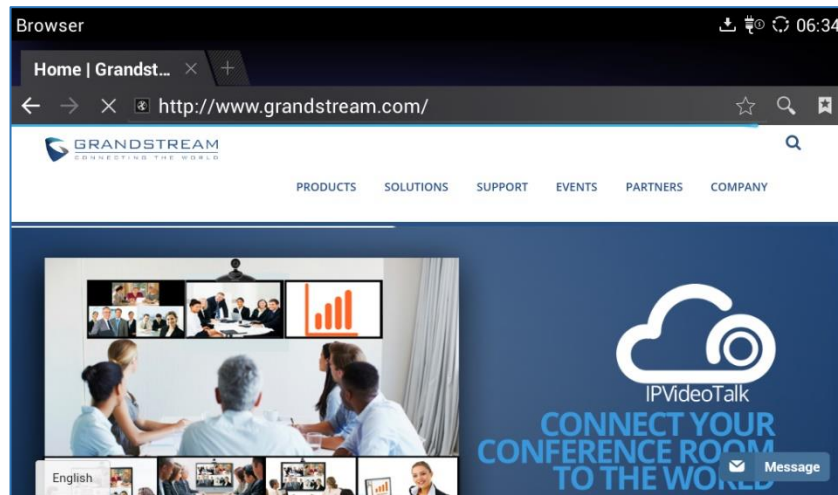 Browser 06:34
Home | Grandst...
http://www.grandstream.com/
GRANDSTREAM
CONNECTING THE WORLD
PRODUCTS SOLUTIONS SUPPORT EVENTS PARTNERS COMPANY
IPVideoTalk
CONNECT YOUR
CONFERENCE ROOM
TO THE WORLD
English
Message